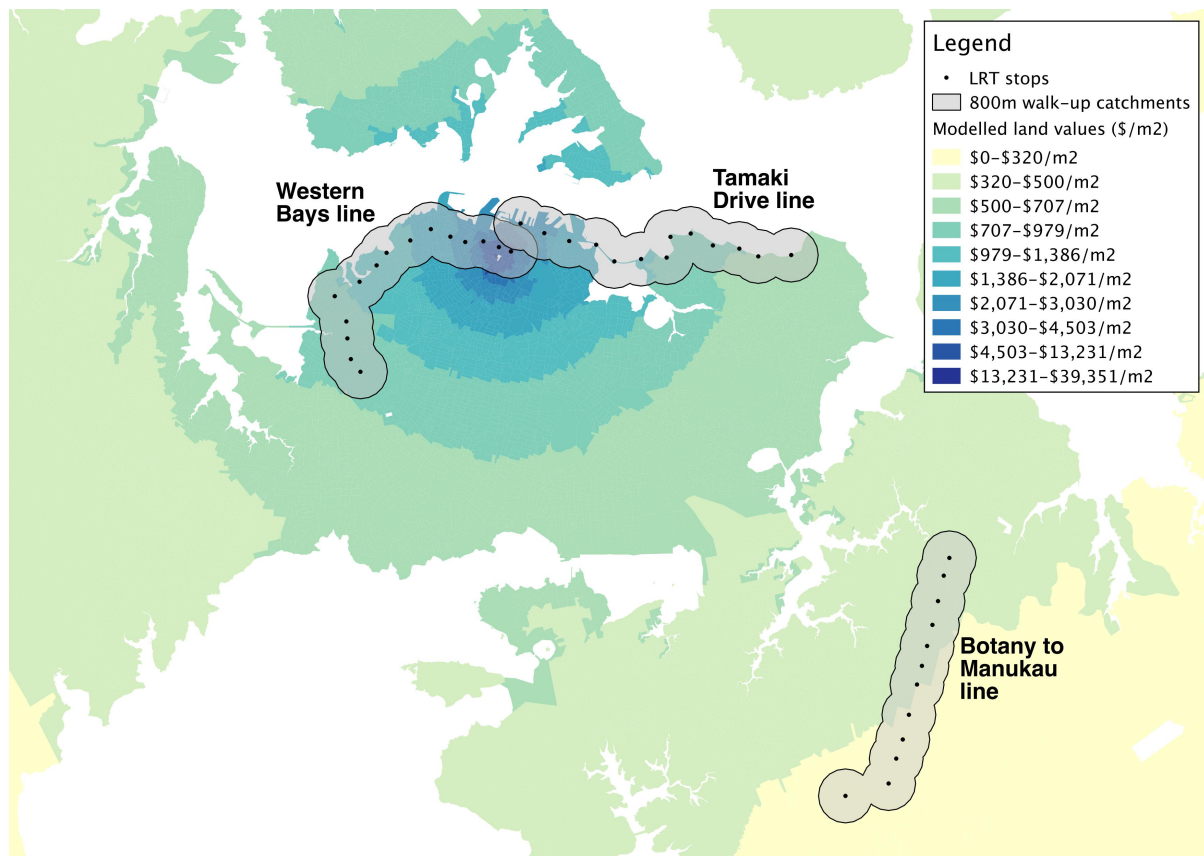 Western
Bays line
Tamaki
Drive line
Botany to
Manukau
line
Legend
LRT stops
800m walk-up catchments
Modelled land values ($/m2)
$0–$320/m2
$320–$500/m2
$500–$707/m2
$707–$979/m2
$979–$1,386/m2
$1,386–$2,071/m2
$2,071–$3,030/m2
$3,030–$4,503/m2
$4,503–$13,231/m2
$13,231–$39,351/m2